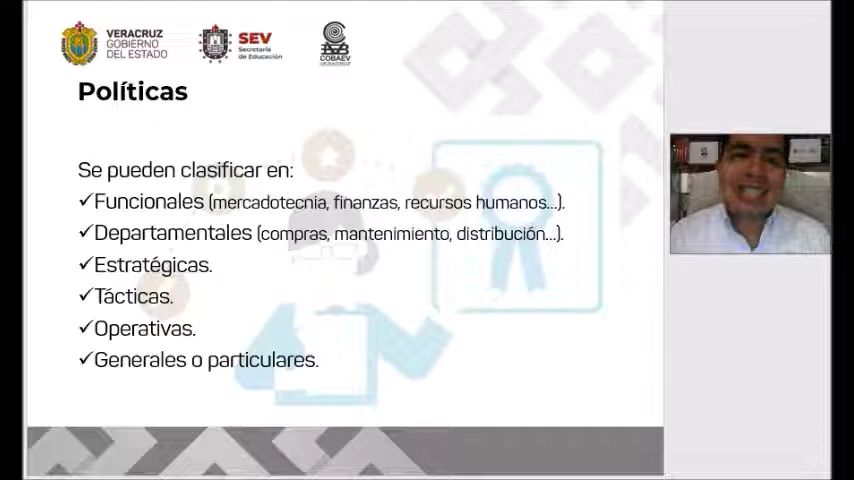 VERACRUZ
GOBIERNO
DEL ESTADO
SEV
Secretaría
de Educación
COBAEV
Políticas
Se pueden clasificar en:
✓Funcionales (mercadotecnia, finanzas, recursos humanos...).
✓Departamentales (compras, mantenimiento, distribución...).
✓Estratégicas.
✓Tácticas.
✓Operativas.
✓Generales o particulares.